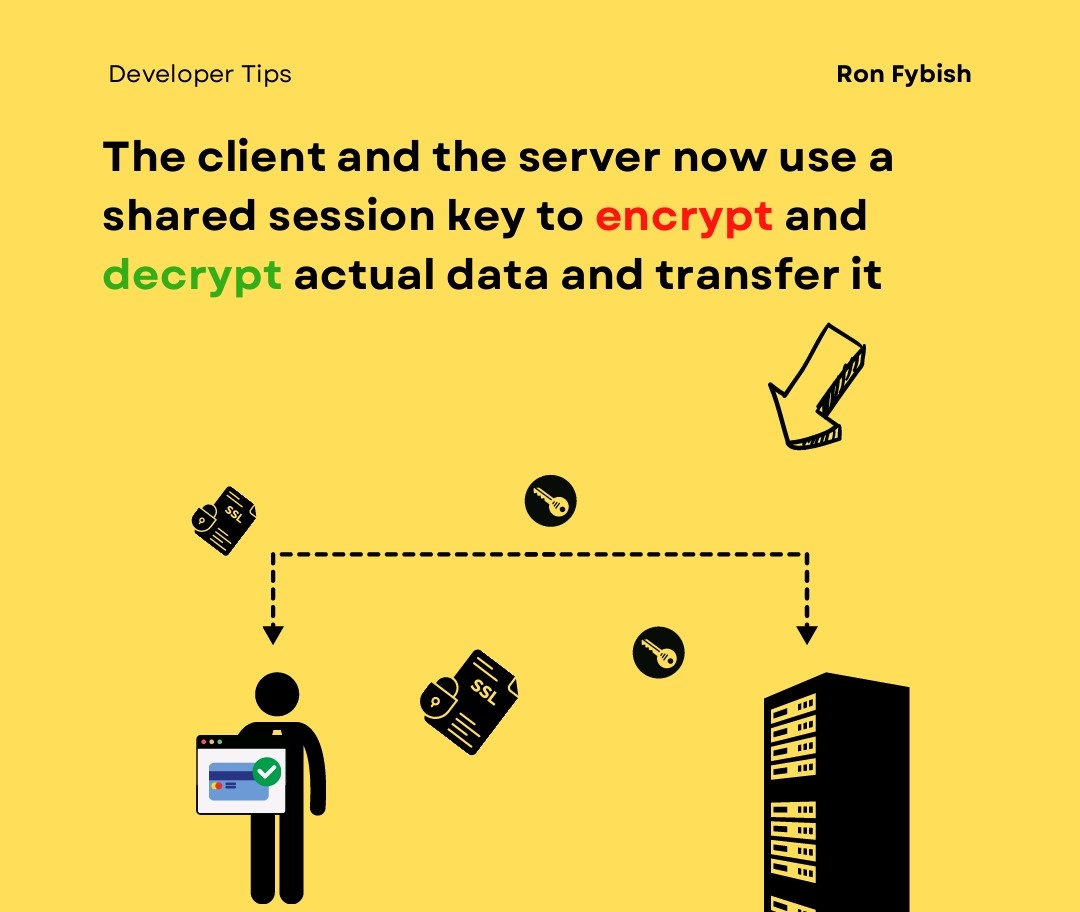 Developer Tips
Ron Fybish
The client and the server now use a
shared session key to encrypt and
decrypt actual data and transfer it
SSL
SSL